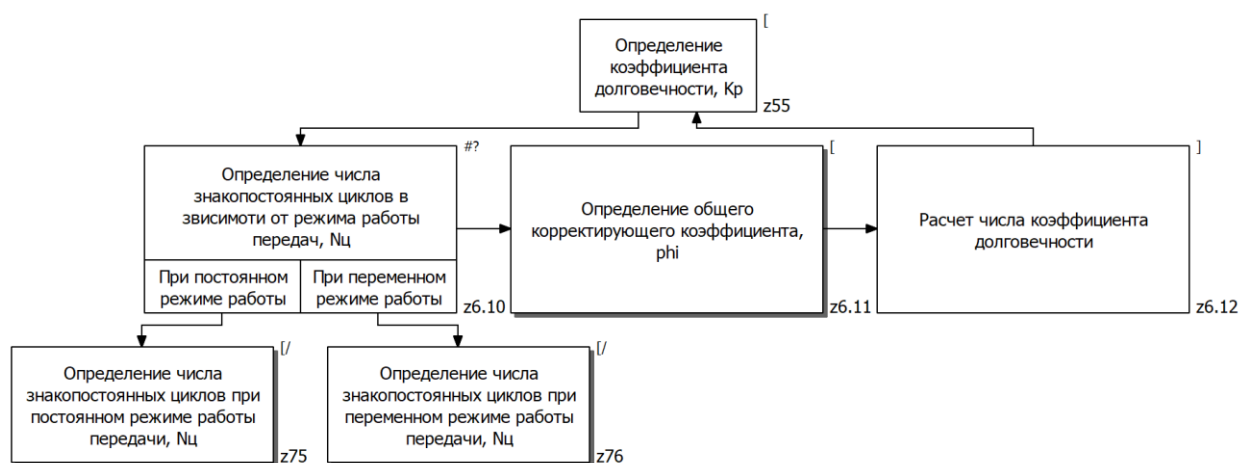 [
Определение
коэффициента
долговечности, Kp
z55
#?
Определение числа
знакопостоянных циклов в
звисимоти от режима работы
передач, Nц
При постоянном
режиме работы
При переменном
режиме работы
z6.10
[
Определение общего
корректирующего коэффициента,
phi
z6.11
]
Расчет числа коэффициента
долговечности
z6.12
[/
Определение числа
знакопостоянных циклов при
постоянном режиме работы
передачи, Nц
z75
[/
Определение числа
знакопостоянных циклов при
переменном режиме работы
передачи, Nц
z76